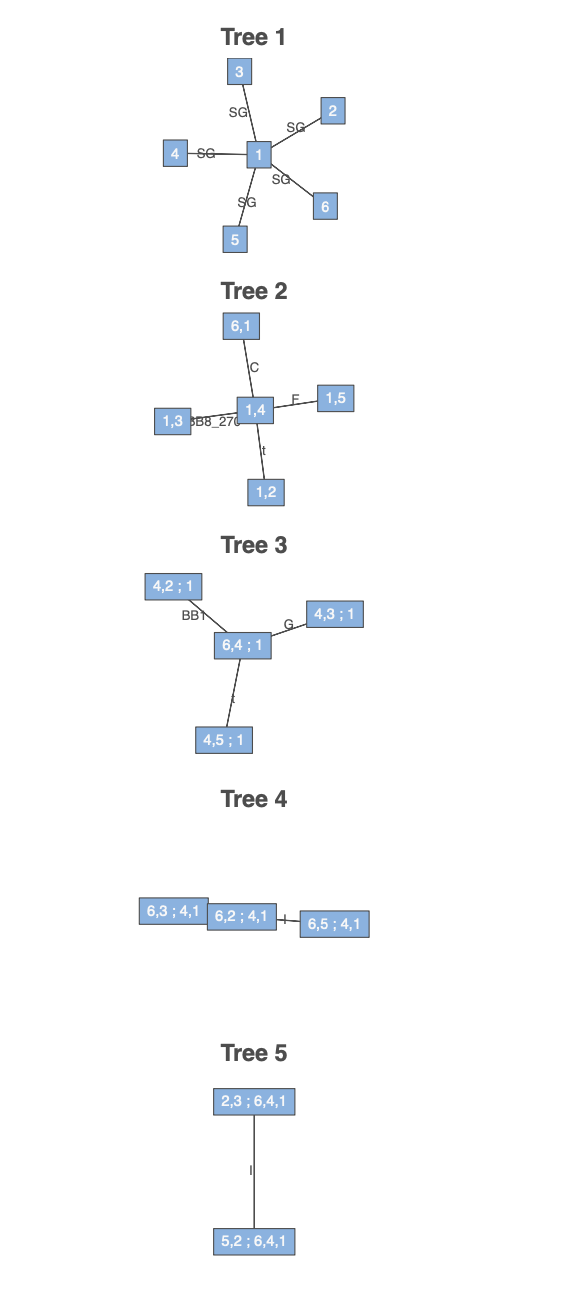 Tree 1
3
SG
2
SG
4
SG
1
SG
6
SG
5
Tree 2
6,1
C
1,5
F
1,4
1,3
t
1,2
Tree 3
4,2 ; 1
4,3 ; 1
BB1
G
6,4 ; 1
t
4,5 ; 1
Tree 4
6,3 ; 4,1
6,2 ; 4,1
I
6,5 ; 4,1
Tree 5
2,3 ; 6,4,1
I
5,2 ; 6,4,1